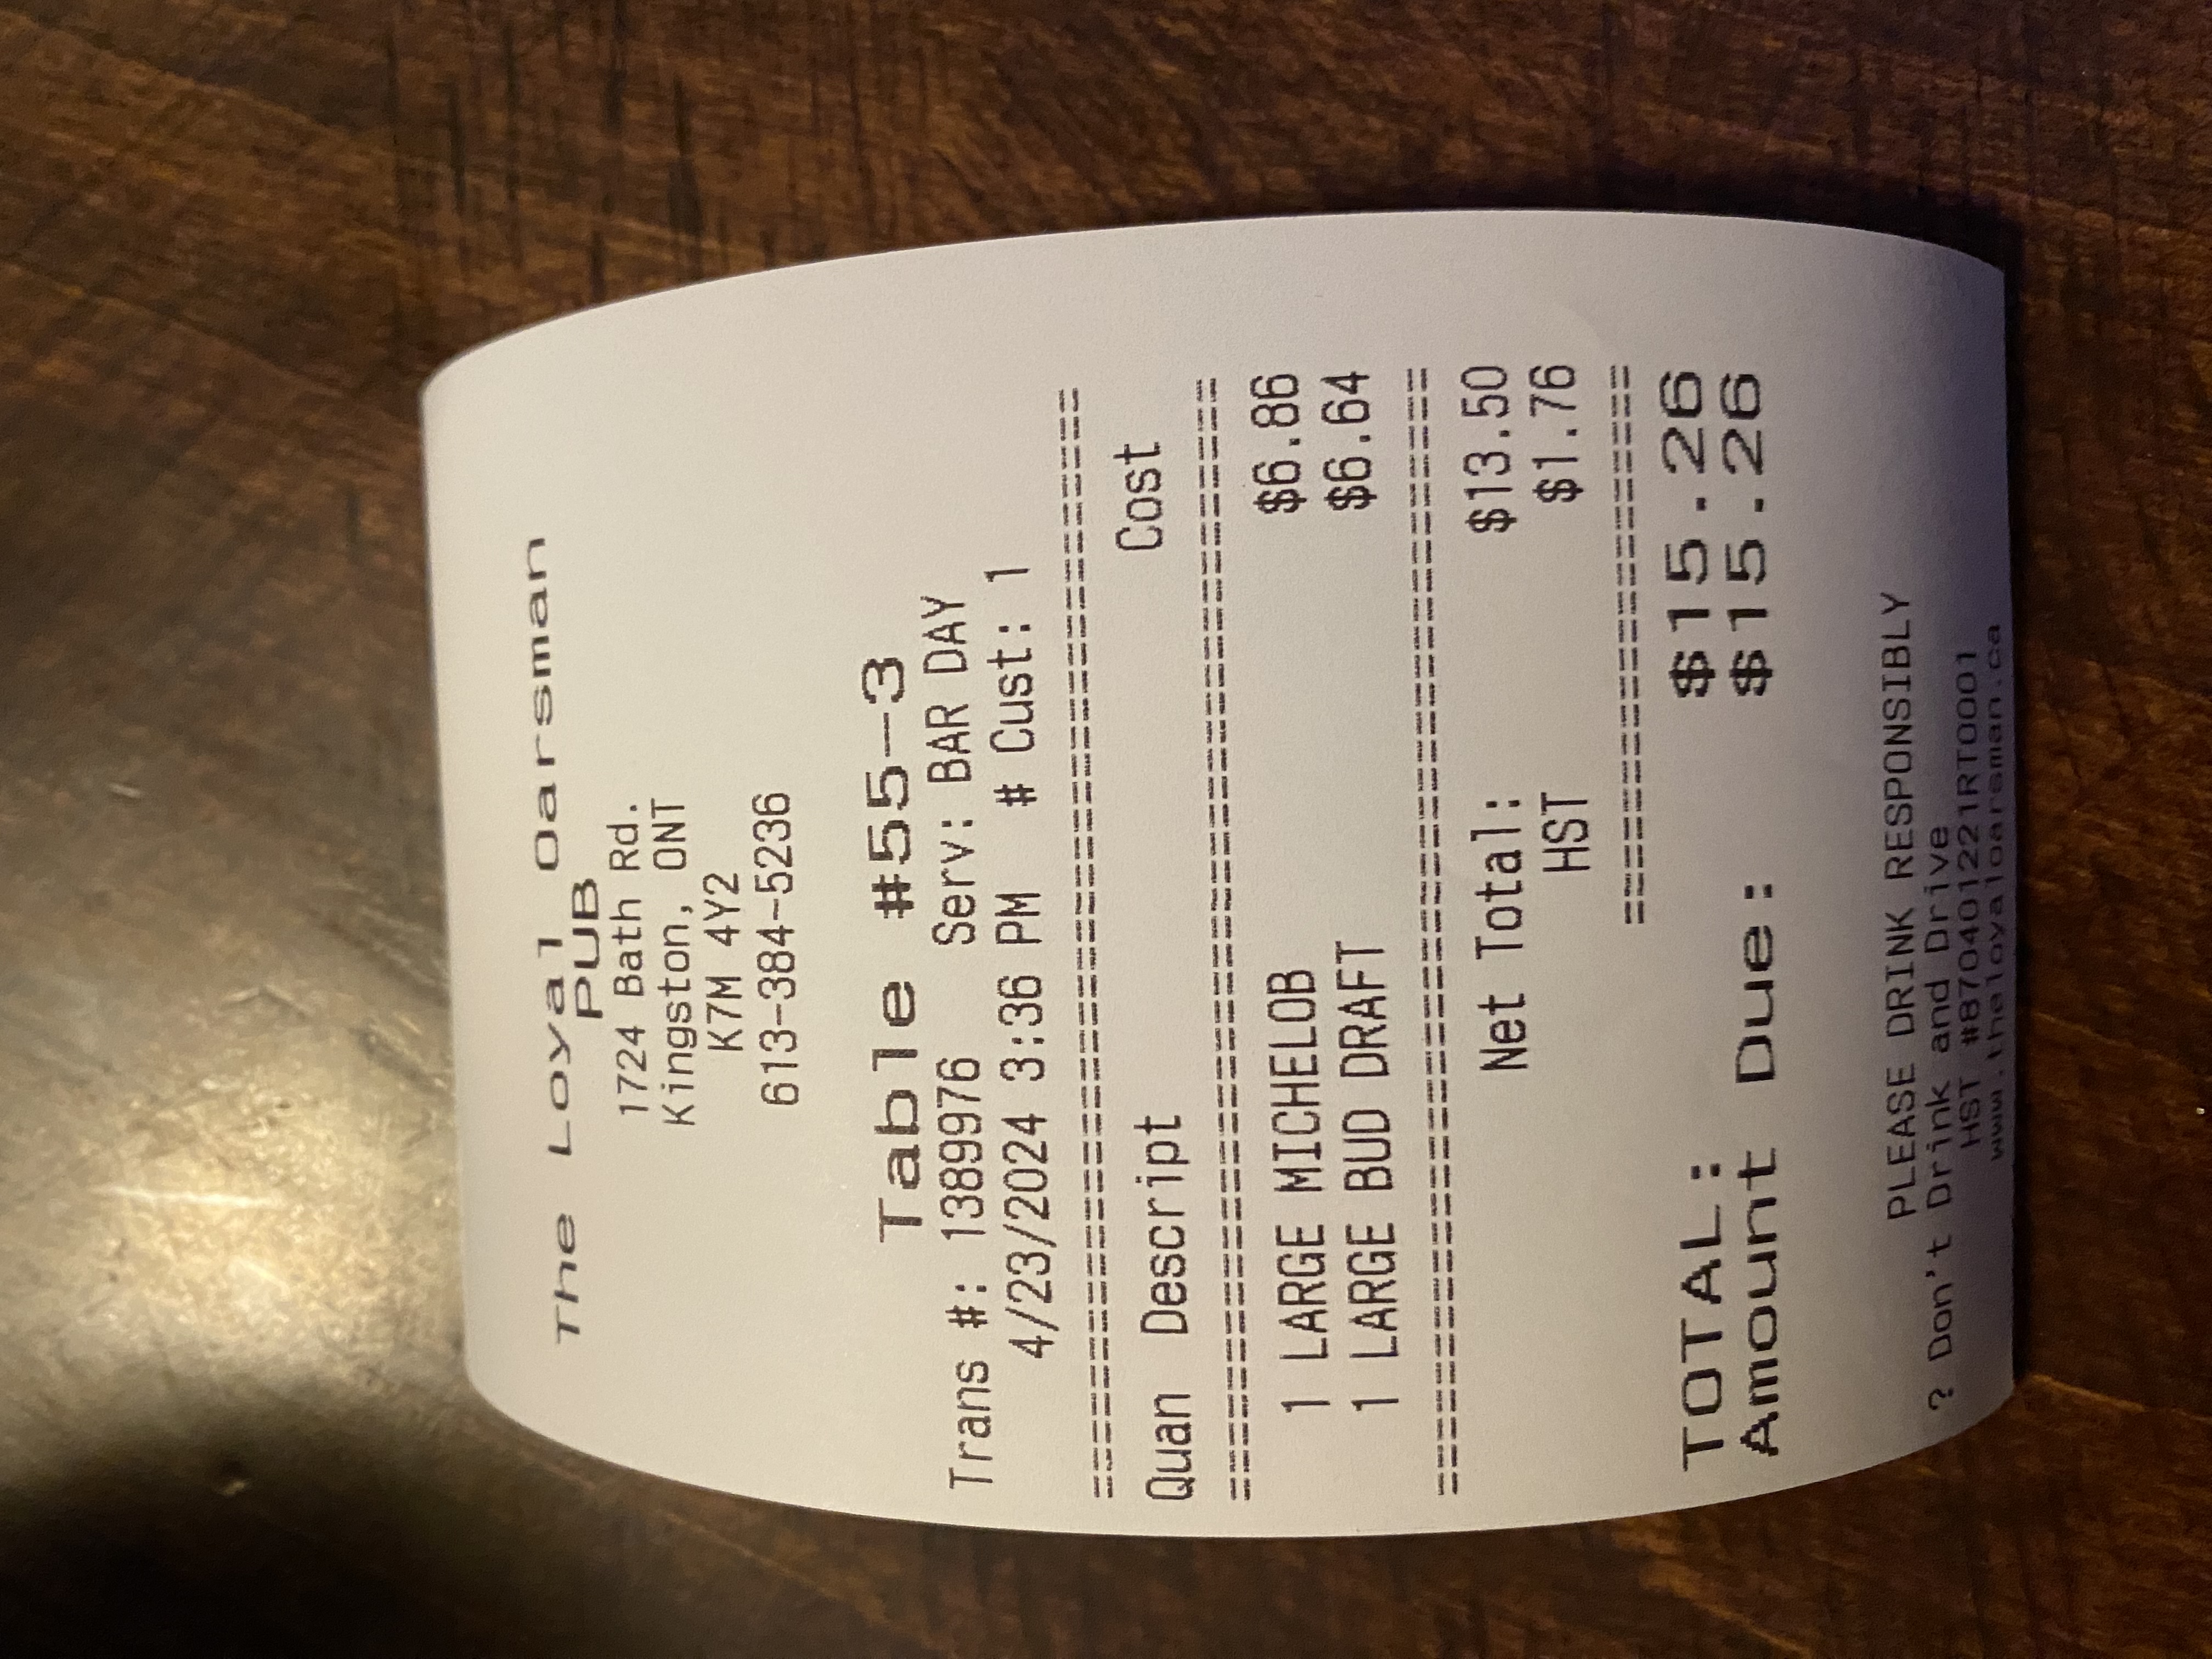 The Loyal Oarsman
PUB
1724 Bath Rd.
Kingston, ONT
K7M 4Y2
613-384-5236
Table #55-3
Trans #: 1389976 Serv: BAR DAY
4/23/2024 3:36 PM # Cust: 1
Quan Descript Cost
1 LARGE MICHELOB $6.86
1 LARGE BUD DRAFT $6.64
Net Total: $13.50
HST $1.76
TOTAL: $15.26
Amount Due: $15.26
PLEASE DRINK RESPONSIBLY
? Don't Drink and Drive
HST #870401221RT0001
www.theloyaloarsman.ca